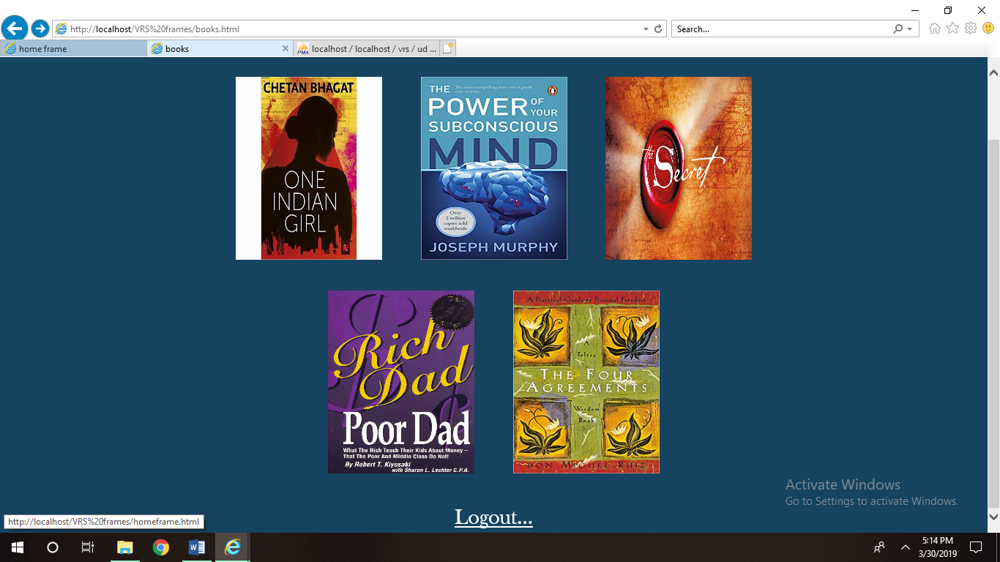 http://localhost/VRS%20frames/books.html
Search...
home frame
books
PMA
localhost / localhost / vrs / ud ...
CHETAN BHAGAT
ONE
INDIAN
GIRL
THE
The most compelling self-help guide
ever written
POWER OF YOUR
SUBCONSCIOUS
MIND
Over
2 million
copies sold
worldwide
JOSEPH MURPHY
the Secret
#1
Rich
Dad
Poor Dad
What The Rich Teach Their Kids About Money –
That The Poor And Middle Class Do Not!
By Robert T. Kiyosaki
with Sharon L. Lechter C.P.A.
A Practical Guide to Personal Freedom
A
Toltec
THE FOUR
AGREEMENTS
Wisdom
Book
DON MIGUEL RUIZ
Activate Windows
Go to Settings to activate Windows.
Logout...
http://localhost/VRS%20frames/homeframe.html
5:14 PM
3/30/2019